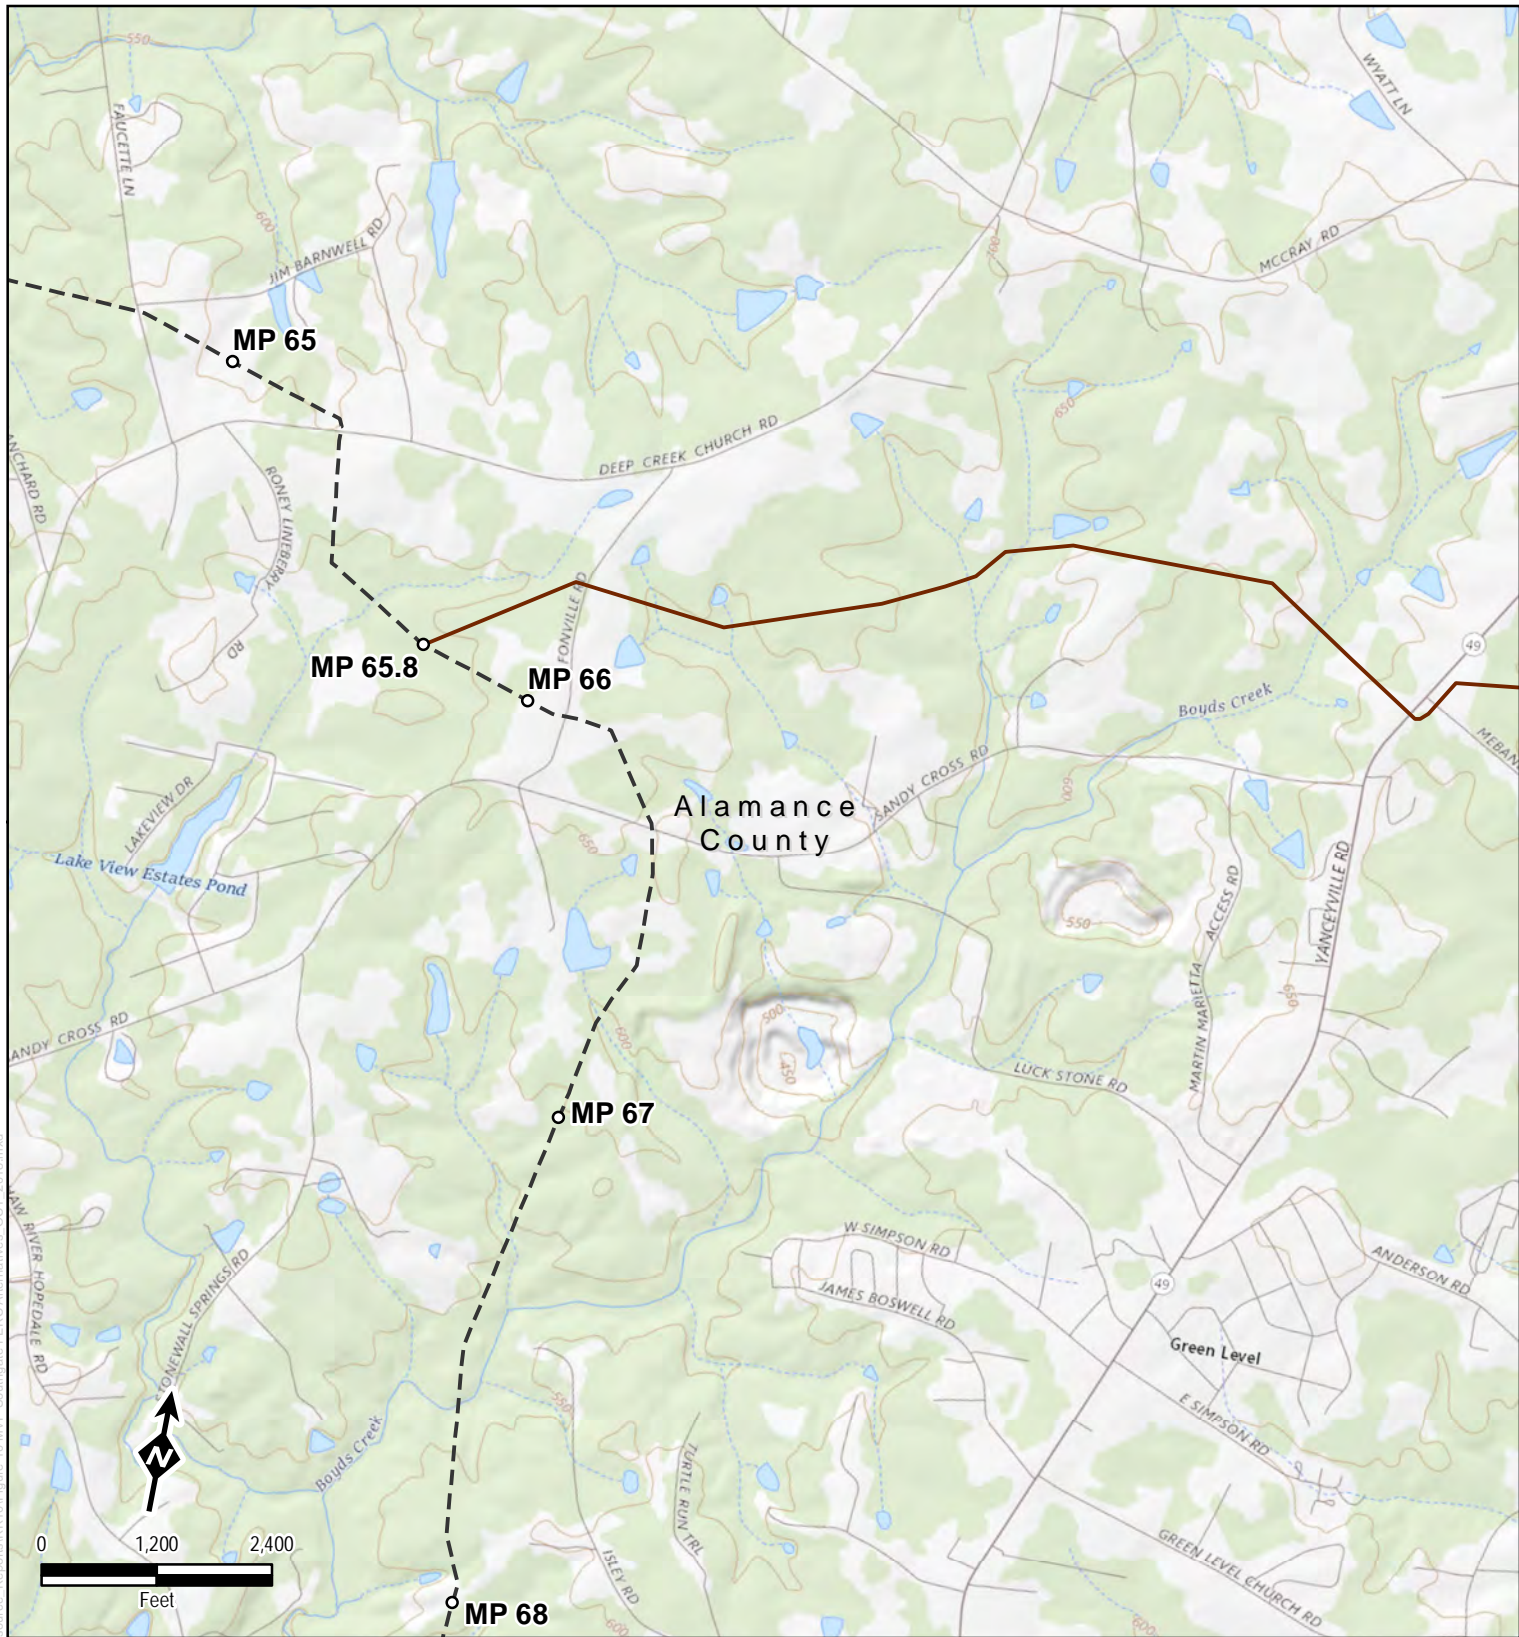 550
WYATT LN
FAUCETTE LN
600
JIM BARNWELL RD
700
MCCRAY RD
MP 65
650
DEEP CREEK CHURCH RD
RONEY LINEBERRY
RD
FONVILLE RD
MP 65.8
MP 66
49
Boyds Creek
MEBAN
LAKEVIEW DR
SANDY CROSS RD
600
Alamance
County
650
Lake View Estates Pond
550
MARTIN MARIETTA
ACCESS RD
YANCEYVILLE RD
650
ANDY CROSS RD
500
450
600
LUCK STONE RD
MP 67
AW RIVER HOPEDALE RD
W SIMPSON RD
JAMES BOSWELL RD
49
ANDERSON RD
STONEWALL SPRINGS RD
Green Level
E SIMPSON RD
550
N
Boyds Creek
TURTLE RUN TRL
0 1,200 2,400
Feet
ISLEY RD
GREEN LEVEL CHURCH RD
MP 68
600
600